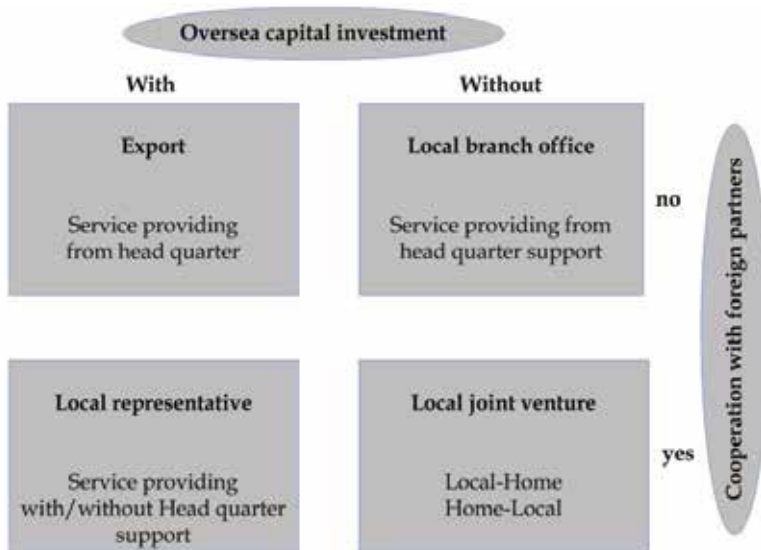 Oversea capital investment
With
Without
Export
Service providing
from head quarter
Local branch office
Service providing from
head quarter support
no
Local representative
Service providing
with/without Head quarter
support
Local joint venture
Local-Home
Home-Local
yes
Cooperation with foreign partners